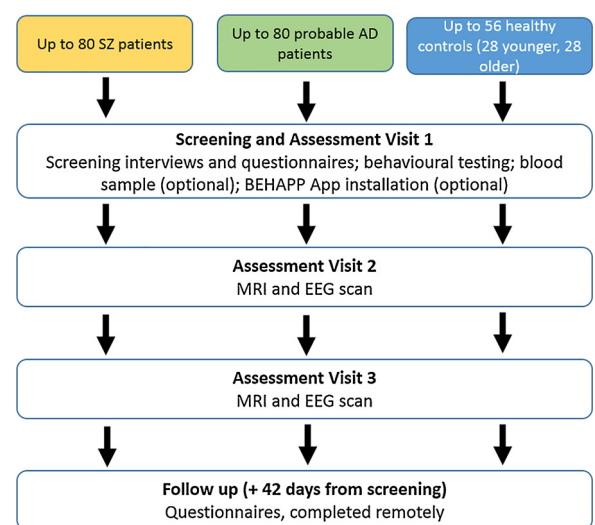 Up to 80 SZ patients
Up to 80 probable AD
patients
Up to 56 healthy
controls (28 younger, 28
older)
Screening and Assessment Visit 1
Screening interviews and questionnaires; behavioural testing; blood
sample (optional); BEHAPP App installation (optional)
Assessment Visit 2
MRI and EEG scan
Assessment Visit 3
MRI and EEG scan
Follow up (+ 42 days from screening)
Questionnaires, completed remotely